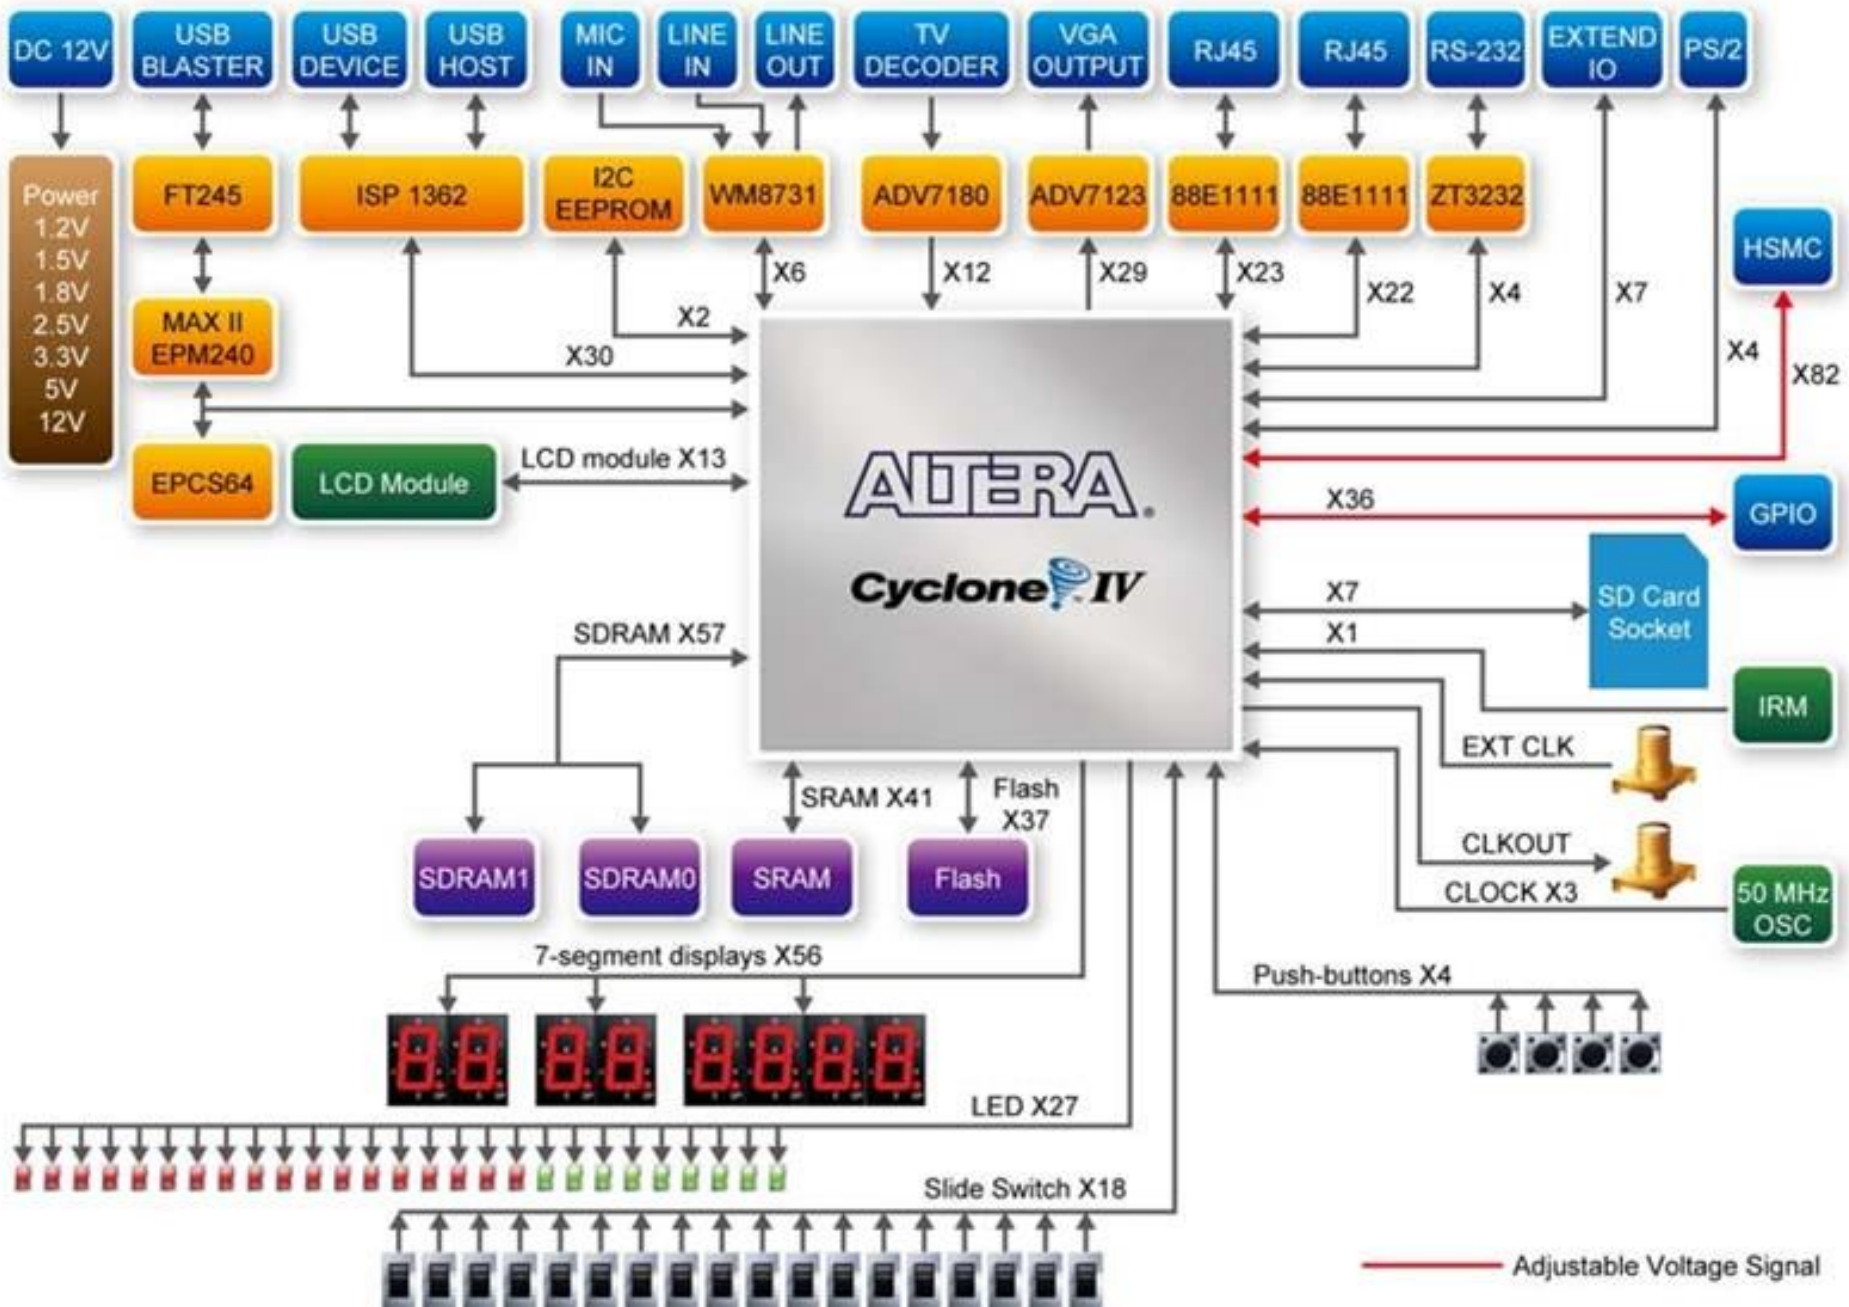 DC 12V
USB
BLASTER
USB
DEVICE
USB
HOST
MIC
IN
LINE
IN
LINE
OUT
TV
DECODER
VGA
OUTPUT
RJ45
RJ45
RS-232
EXTEND
IO
PS/2
Power
1.2V
1.5V
1.8V
2.5V
3.3V
5V
12V
FT245
ISP 1362
I2C
EEPROM
WM8731
ADV7180
ADV7123
88E1111
88E1111
ZT3232
HSMC
X6
X12
X29
X23
X22
X4
X7
X4
X82
X2
X30
MAX II
EPM240
EPCS64
LCD Module
LCD module X13
ALTERA®
Cyclone™ IV
X36
GPIO
X7
SD Card
Socket
X1
IRM
SDRAM X57
EXT CLK
SRAM X41
Flash
X37
CLKOUT
CLOCK X3
50 MHz
OSC
SDRAM1
SDRAM0
SRAM
Flash
7-segment displays X56
Push-buttons X4
88
88
8888
LED X27
Slide Switch X18
Adjustable Voltage Signal